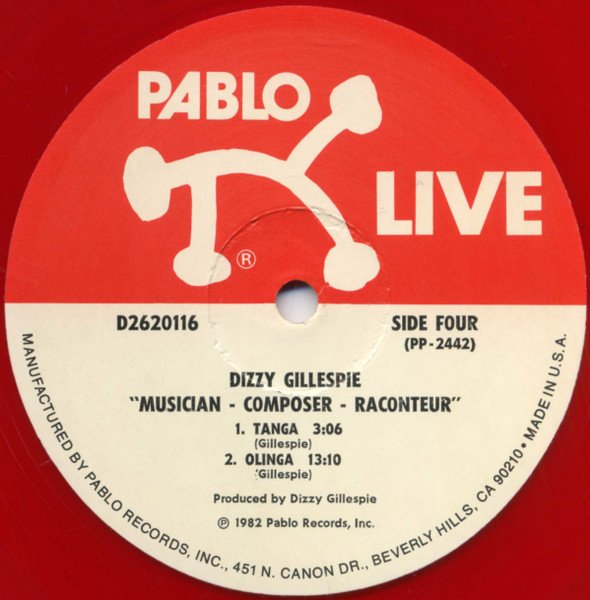 PABLO
LIVE
®
D2620116
SIDE FOUR
(PP-2442)
DIZZY GILLESPIE
"MUSICIAN - COMPOSER - RACONTEUR"
1. TANGA 3:06
(Gillespie)
2. OLINGA 13:10
(Gillespie)
Produced by Dizzy Gillespie
℗ 1982 Pablo Records, Inc.
MANUFACTURED BY PABLO RECORDS, INC., 451 N. CANON DR., BEVERLY HILLS, CA 90210 • MADE IN U.S.A.